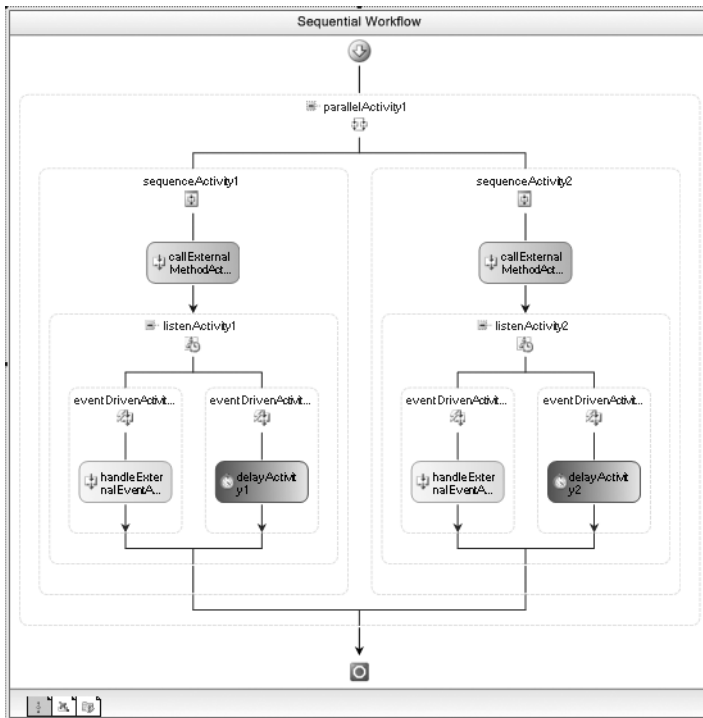 Sequential Workflow
parallelActivity1
sequenceActivity1
callExternal
MethodAct...
listenActivity1
eventDrivenActivit...
handleExter
nalEventA...
eventDrivenActivit...
delayActivit
y1
sequenceActivity2
callExternal
MethodAct...
listenActivity2
eventDrivenActivit...
handleExter
nalEventA...
eventDrivenActivit...
delayActivit
y2